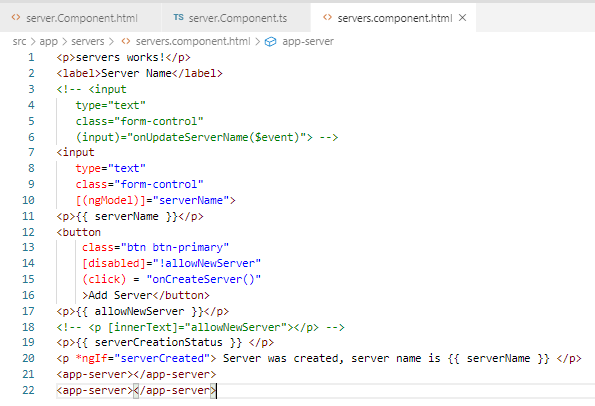 server.Component.html
TS server.Component.ts
servers.component.html
src > app > servers > servers.component.html > app-server
1 <p>servers works!</p>
2 <label>Server Name</label>
3 <!-- <input
4 type="text"
5 class="form-control"
6 (input)="onUpdateServerName($event)"> -->
7 <input
8 type="text"
9 class="form-control"
10 [(ngModel)]="serverName">
11 <p>{{ serverName }}</p>
12 <button
13 class="btn btn-primary"
14 [disabled]="!allowNewServer"
15 (click) = "onCreateServer()"
16 >Add Server</button>
17 <p>{{ allowNewServer }}</p>
18 <!-- <p [innerText]="allowNewServer"></p> -->
19 <p>{{ serverCreationStatus }} </p>
20 <p *ngIf="serverCreated"> Server was created, server name is {{ serverName }} </p>
21 <app-server></app-server>
22 <app-server></app-server>